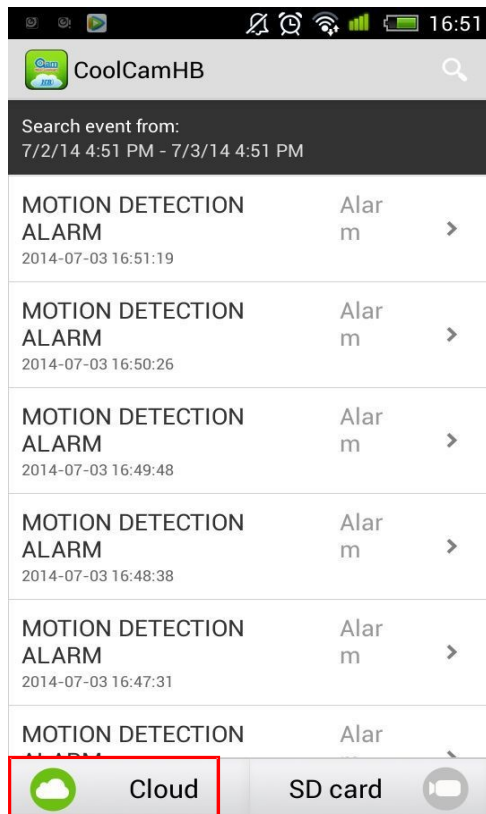 16:51
Cam
HB
CoolCamHB
Search event from:
7/2/14 4:51 PM - 7/3/14 4:51 PM
MOTION DETECTION Alar
ALARM m
2014-07-03 16:51:19
MOTION DETECTION Alar
ALARM m
2014-07-03 16:50:26
MOTION DETECTION Alar
ALARM m
2014-07-03 16:49:48
MOTION DETECTION Alar
ALARM m
2014-07-03 16:48:38
MOTION DETECTION Alar
ALARM m
2014-07-03 16:47:31
MOTION DETECTION Alar
Cloud SD card